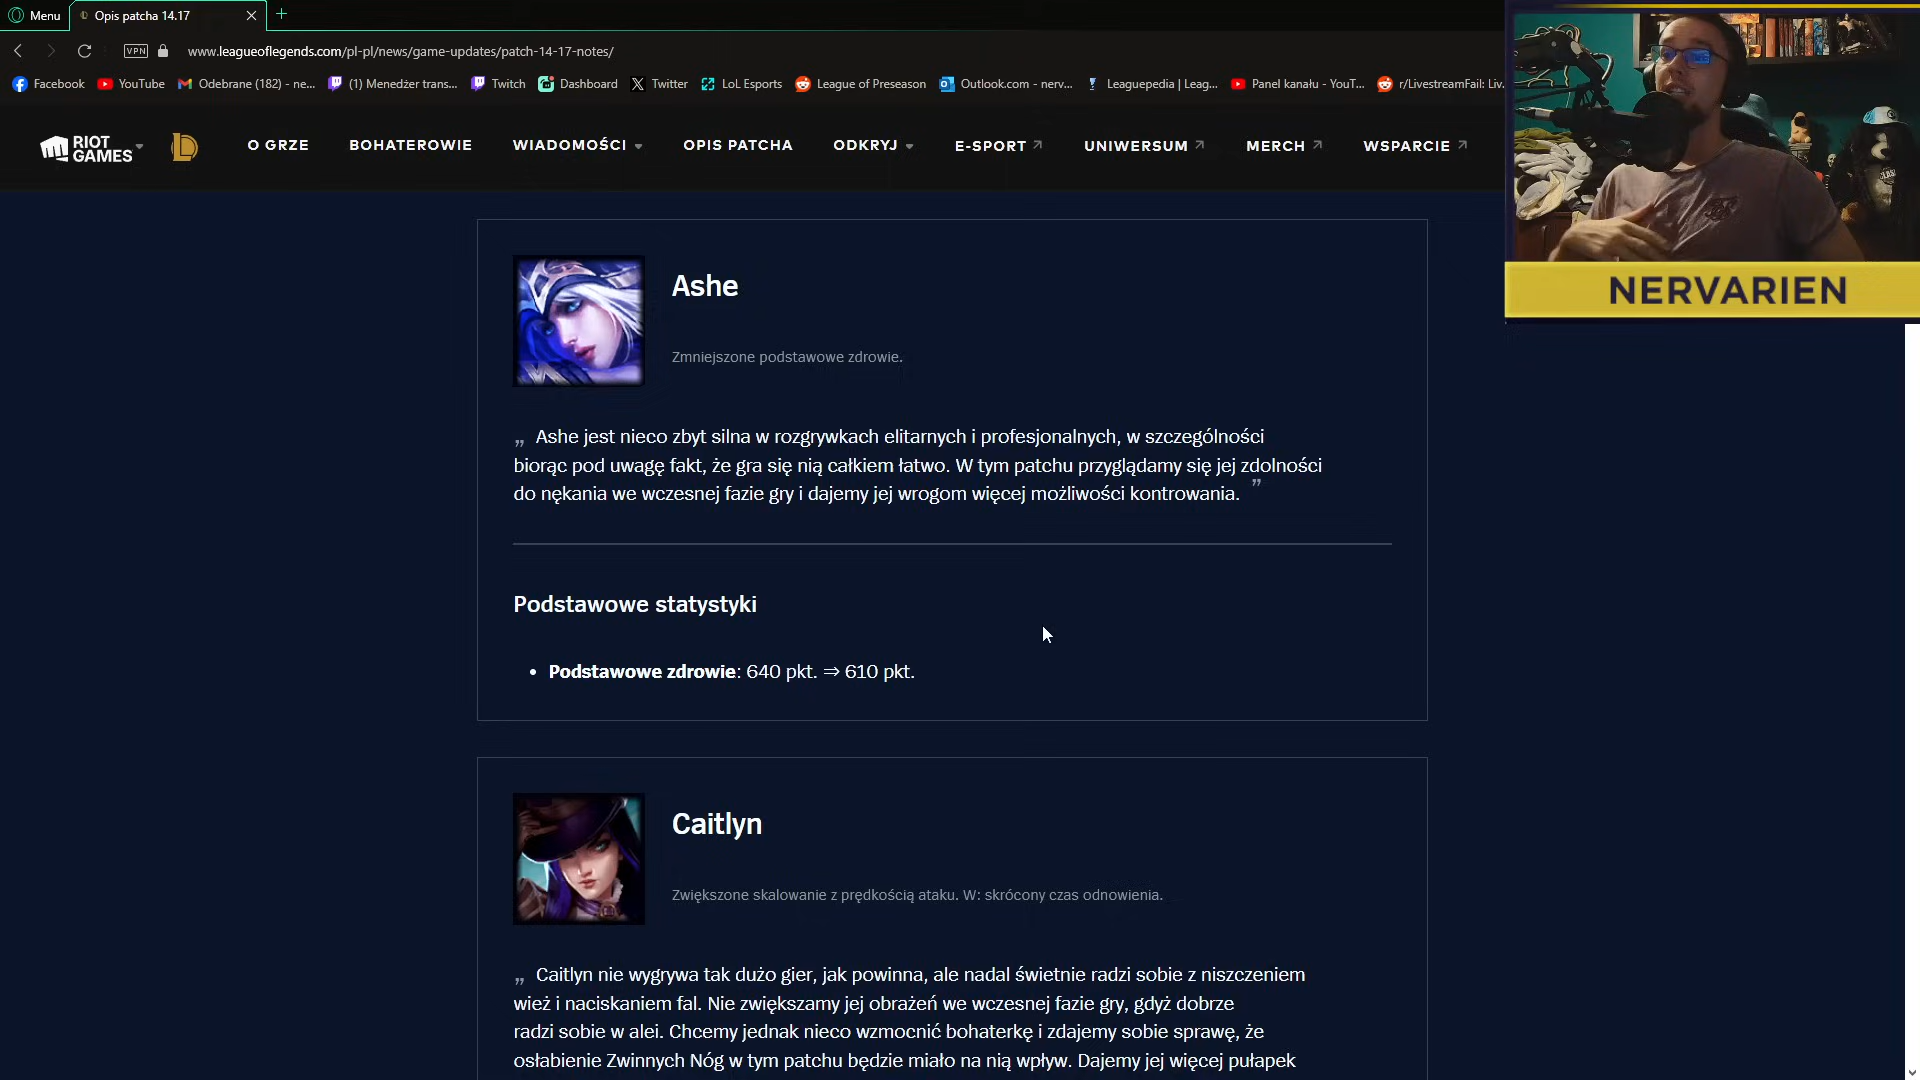 Menu
Opis patcha 14.17
VPN
www.leagueoflegends.com/pl-pl/news/game-updates/patch-14-17-notes/
Facebook
YouTube
Odebrane (182) - ne...
(1) Menedżer trans...
Twitch
Dashboard
Twitter
LoL Esports
League of Preseason
Outlook.com - nerv...
Leaguepedia | Leag...
Panel kanału - YouT...
r/LivestreamFail: Liv...
RIOT GAMES
O GRZE
BOHATEROWIE
WIADOMOŚCI
OPIS PATCHA
ODKRYJ
E-SPORT
UNIWERSUM
MERCH
WSPARCIE
NERVARIEN
Ashe
Zmniejszone podstawowe zdrowie.
„ Ashe jest nieco zbyt silna w rozgrywkach elitarnych i profesjonalnych, w szczególności
biorąc pod uwagę fakt, że gra się nią całkiem łatwo. W tym patchu przyglądamy się jej zdolności
do nękania we wczesnej fazie gry i dajemy jej wrogom więcej możliwości kontrowania. ”
Podstawowe statystyki
• Podstawowe zdrowie: 640 pkt. ⇒ 610 pkt.
Caitlyn
Zwiększone skalowanie z prędkością ataku. W: skrócony czas odnowienia.
„ Caitlyn nie wygrywa tak dużo gier, jak powinna, ale nadal świetnie radzi sobie z niszczeniem
wież i naciskaniem fal. Nie zwiększamy jej obrażeń we wczesnej fazie gry, gdyż dobrze
radzi sobie w alei. Chcemy jednak nieco wzmocnić bohaterkę i zdajemy sobie sprawę, że
osłabienie Zwinnych Nóg w tym patchu będzie miało na nią wpływ. Dajemy jej więcej pułapek